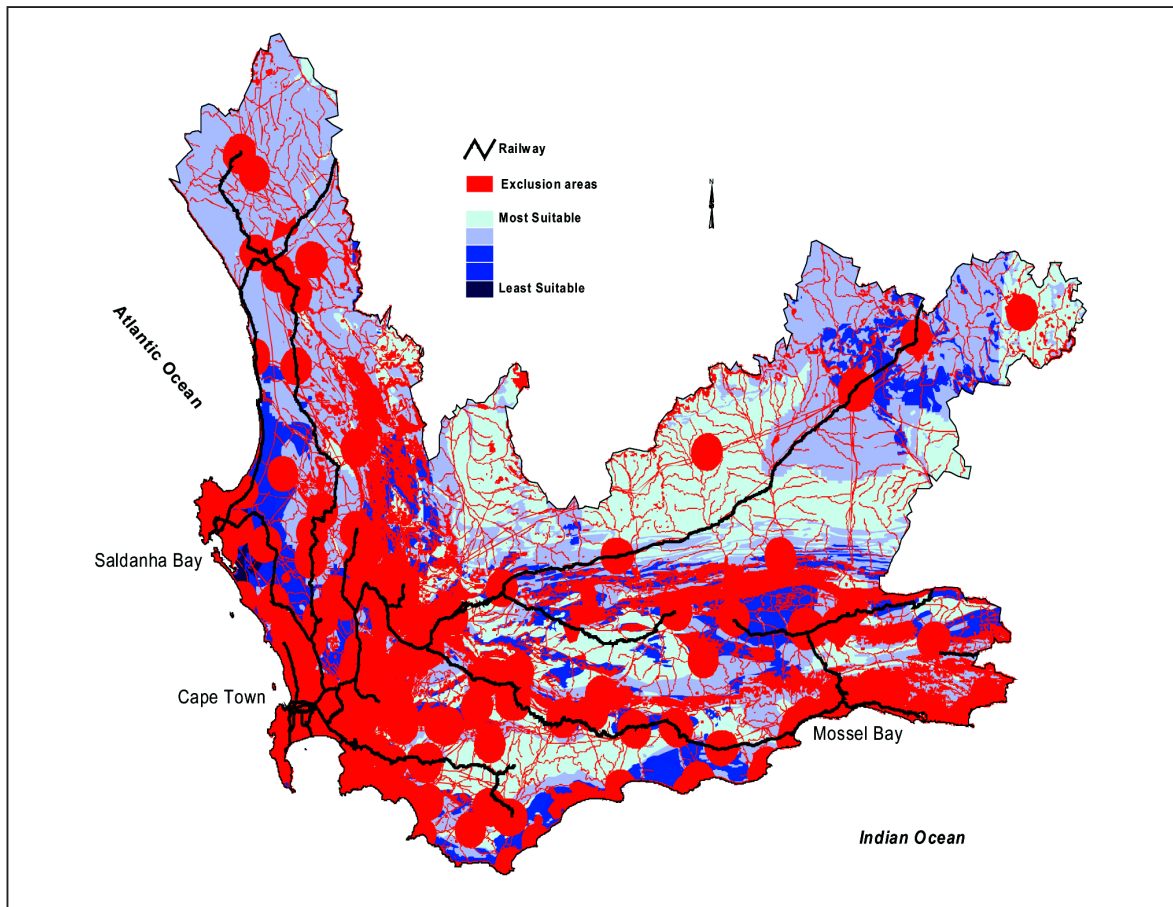 Railway
Exclusion areas
N
Most Suitable
Least Suitable
Atlantic Ocean
Saldanha Bay
Cape Town
Mossel Bay
Indian Ocean